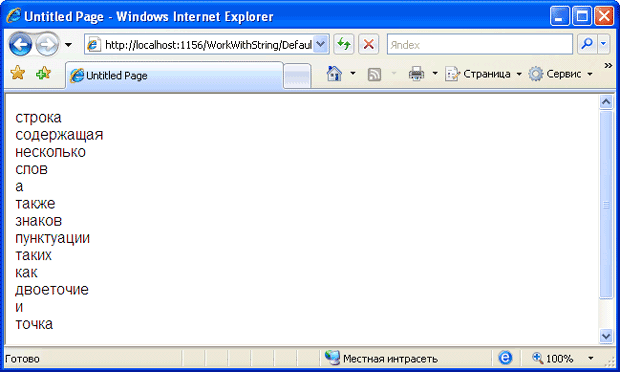 Untitled Page - Windows Internet Explorer
http://localhost:1156/WorkWithString/Defaul
Яndex
Untitled Page
Страница
Сервис
»
строка
содержащая
несколько
слов
а
также
знаков
пунктуации
таких
как
двоеточие
и
точка
Готово
Местная интрасеть
100%